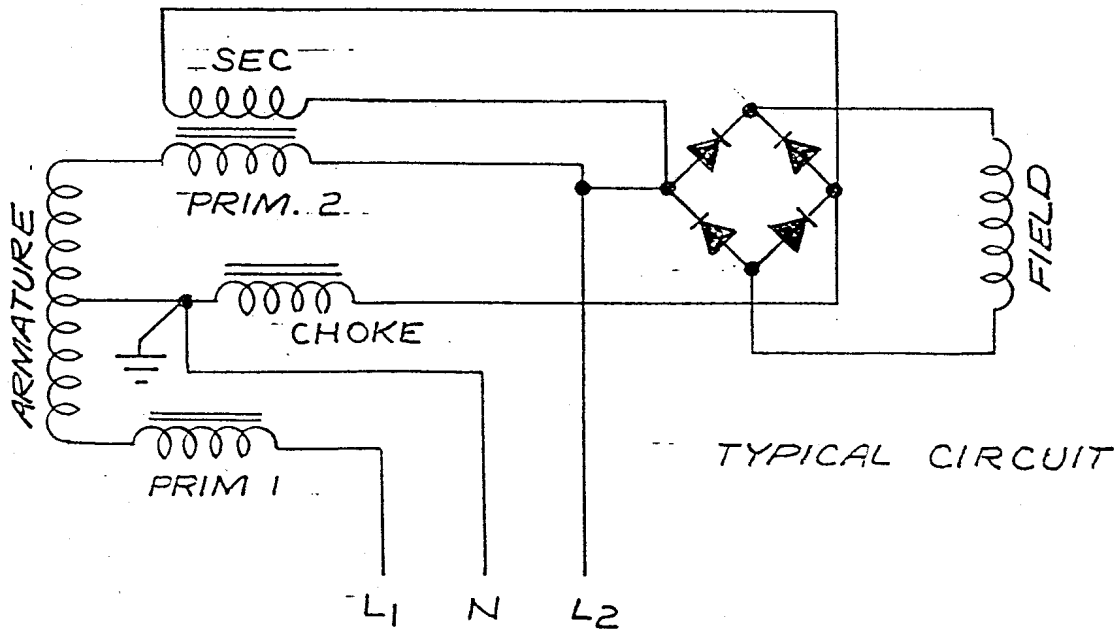 SEC
PRIM. 2
ARMATURE
CHOKE
FIELD
PRIM 1
TYPICAL CIRCUIT
L1 N L2